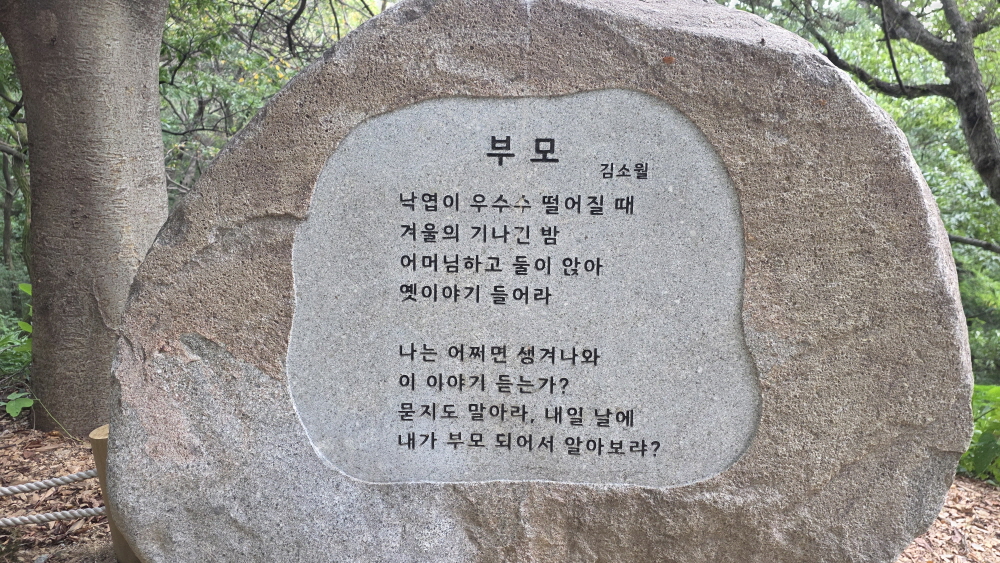 부모
김소월
낙엽이 우수수 떨어질 때
겨울의 기나긴 밤
어머님하고 둘이 앉아
옛이야기 들어라

나는 어쩌면 생겨나와
이 이야기 듣는가?
묻지도 말아라, 내일 날에
내가 부모 되어서 알아보랴?